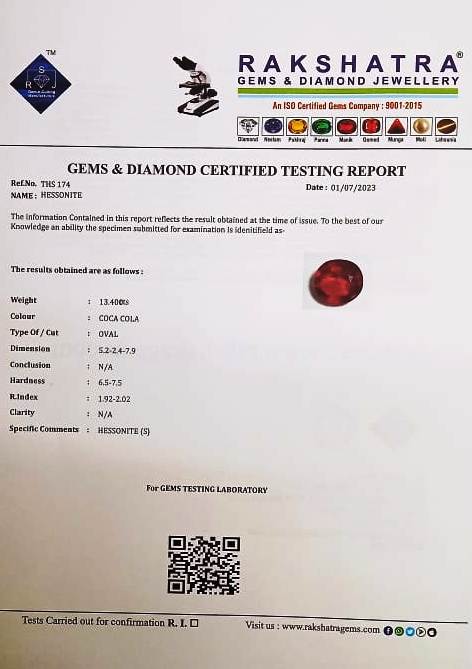 TM
R S J
RAKSHATRA®
GEMS & DIAMOND JEWELLERY
An ISO Certified Gems Company : 9001-2015
Diamond Neelam Pukhraj Panna Manik Gomed Munga Moti Lahsunia
GEMS & DIAMOND CERTIFIED TESTING REPORT
Ref.No. THS 174
Date : 01/07/2023
NAME : HESSONITE
The information Contained in this report reflects the result obtained at the time of issue. To the best of our
Knowledge an ability the specimen submitted for examination is idenitifield as-
The results obtained are as follows :
Weight : 13.40cts
Colour : COCA COLA
Type Of / Cut : OVAL
Dimension : 5.2-2.4-7.9
Conclusion : N/A
Hardness : 6.5-7.5
R.Index : 1.92-2.02
Clarity : N/A
Specific Comments : HESSONITE (S)
For GEMS TESTING LABORATORY
Tests Carried out for confirmation R. I. ☐
Visit us : www.rakshatragems.com